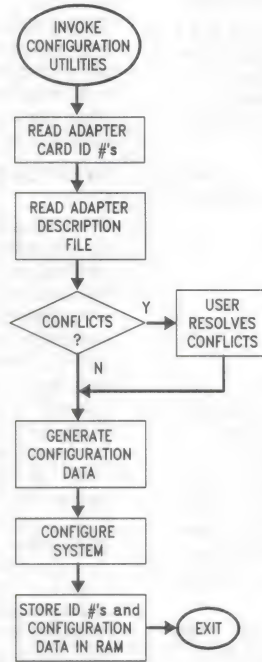 INVOKE
CONFIGURATION
UTILITIES
READ ADAPTER
CARD ID #'s
READ ADAPTER
DESCRIPTION
FILE
CONFLICTS
?
Y
USER
RESOLVES
CONFLICTS
N
GENERATE
CONFIGURATION
DATA
CONFIGURE
SYSTEM
STORE ID #'s and
CONFIGURATION
DATA IN RAM
EXIT